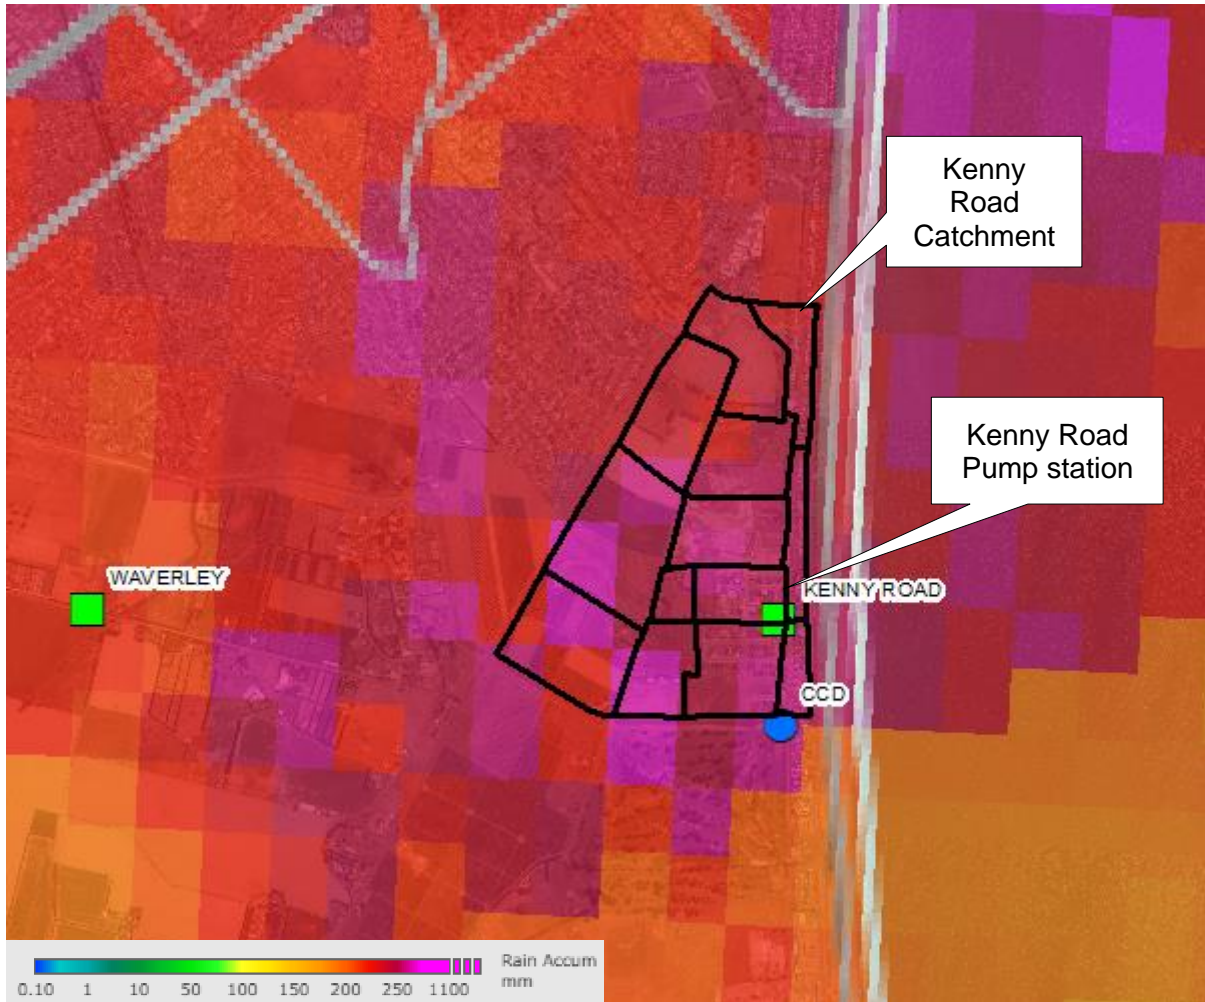 Kenny
Road
Catchment
Kenny Road
Pump station
WAVERLEY
KENNY ROAD
CCD
Rain Accum
mm
0.10 1 10 50 100 150 200 250 1100